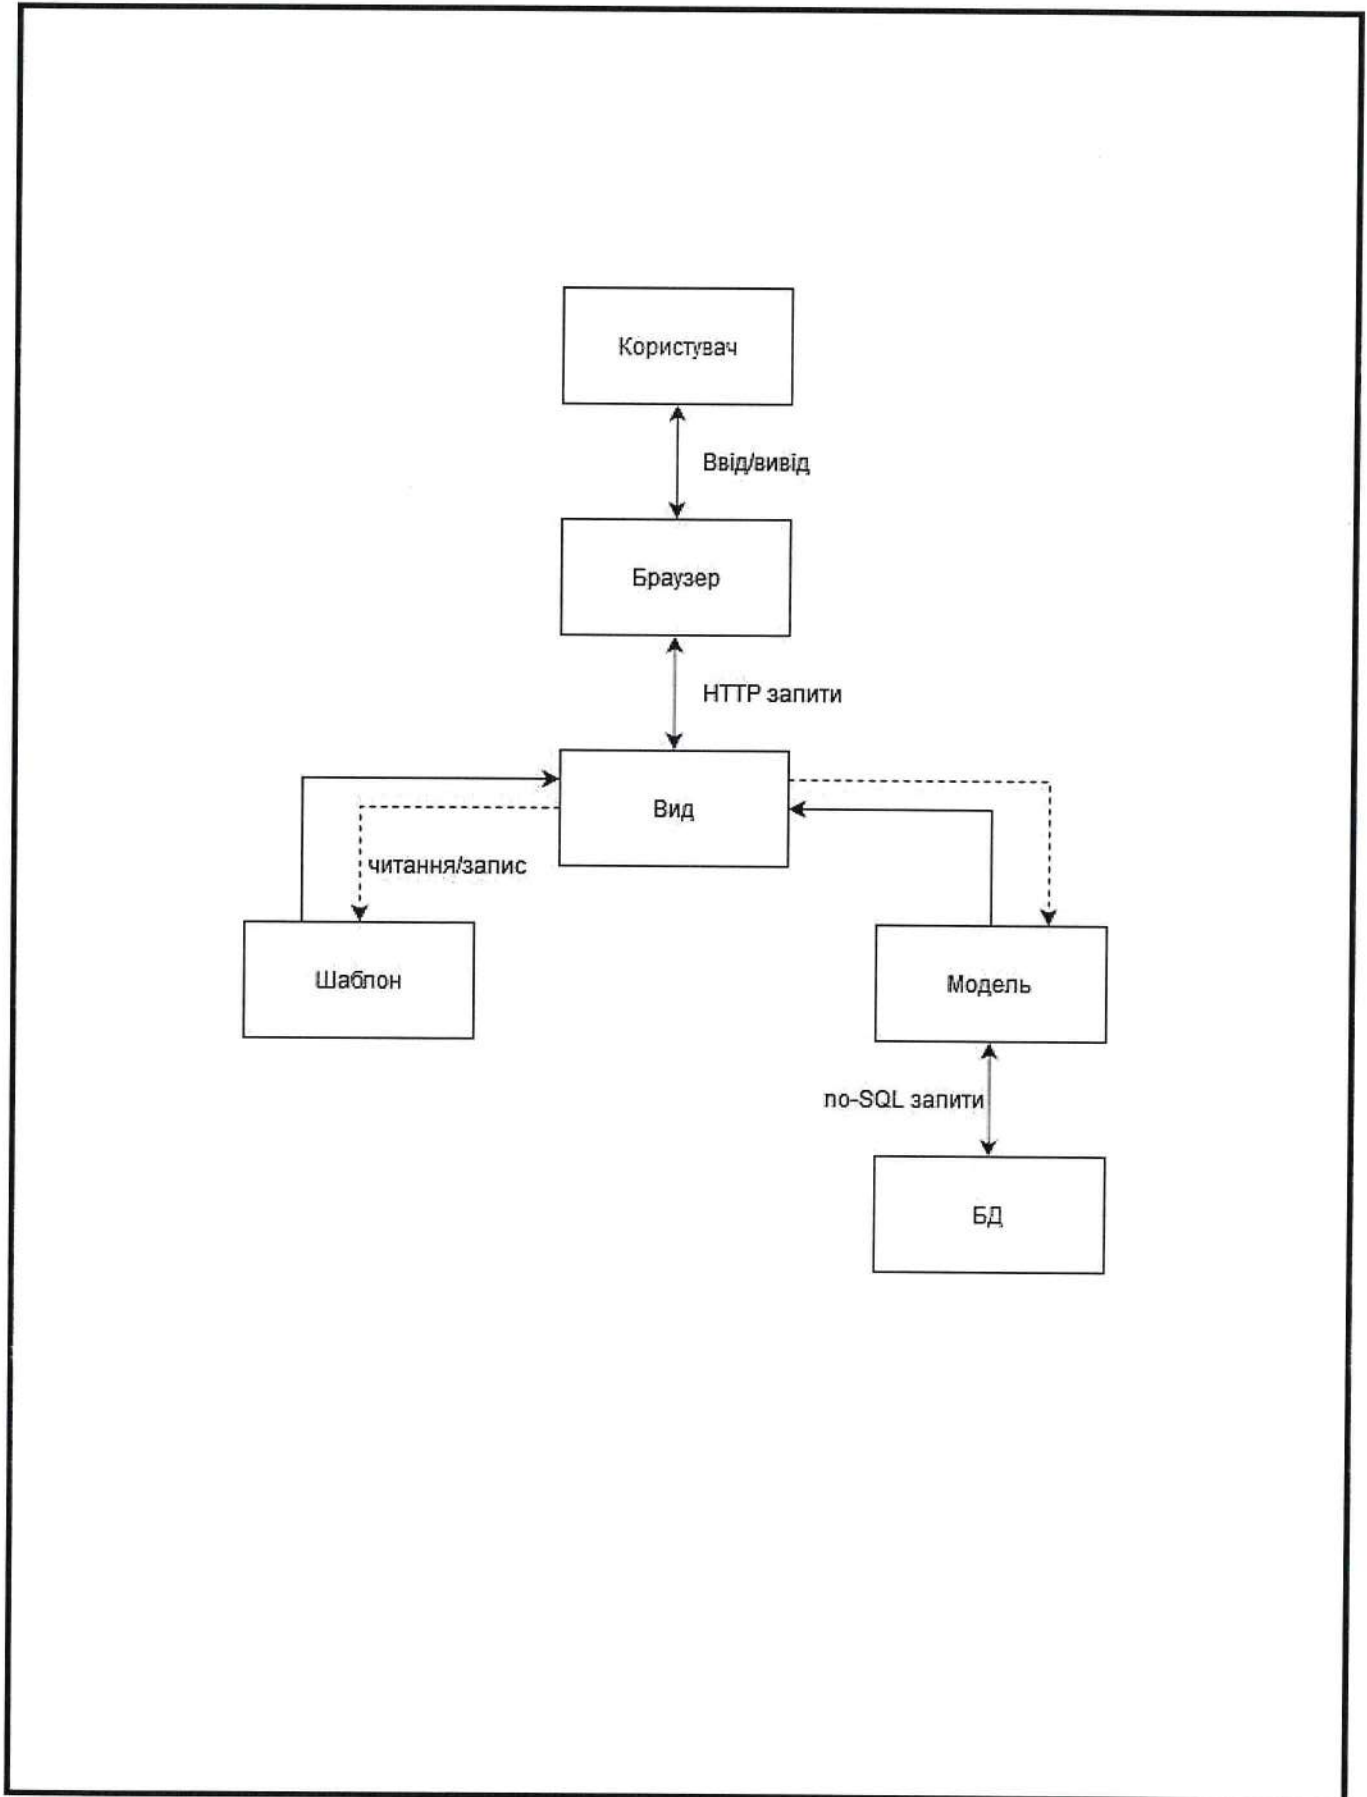 Користувач
Ввід/вивід
Браузер
HTTP запити
Вид
читання/запис
Шаблон
Модель
no-SQL запити
БД